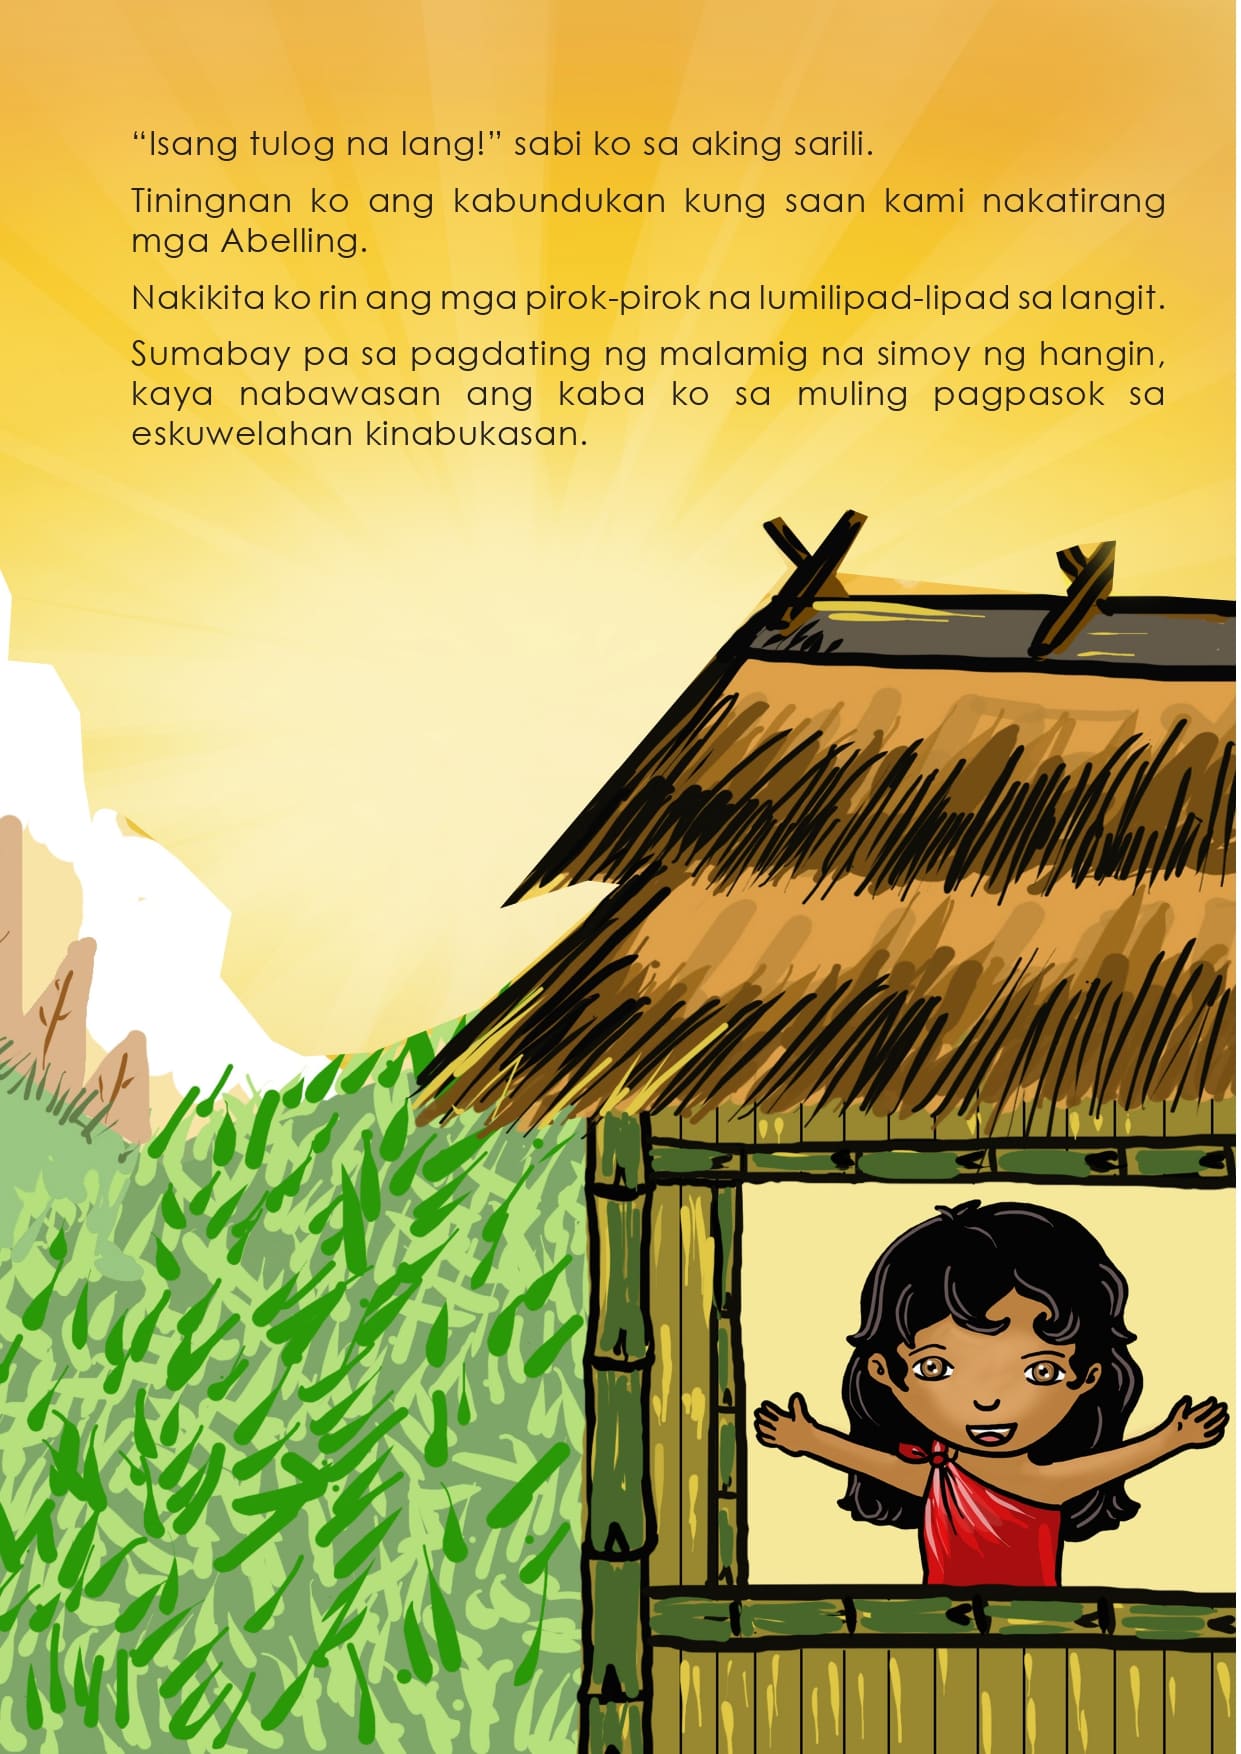 “Isang tulog na lang!” sabi ko sa aking sarili.
Tiningnan ko ang kabundukan kung saan kami nakatirang
mga Abelling.
Nakikita ko rin ang mga pirok-pirok na lumilipad-lipad sa langit.
Sumabay pa sa pagdating ng malamig na simoy ng hangin,
kaya nabawasan ang kaba ko sa muling pagpasok sa
eskuwelahan kinabukasan.